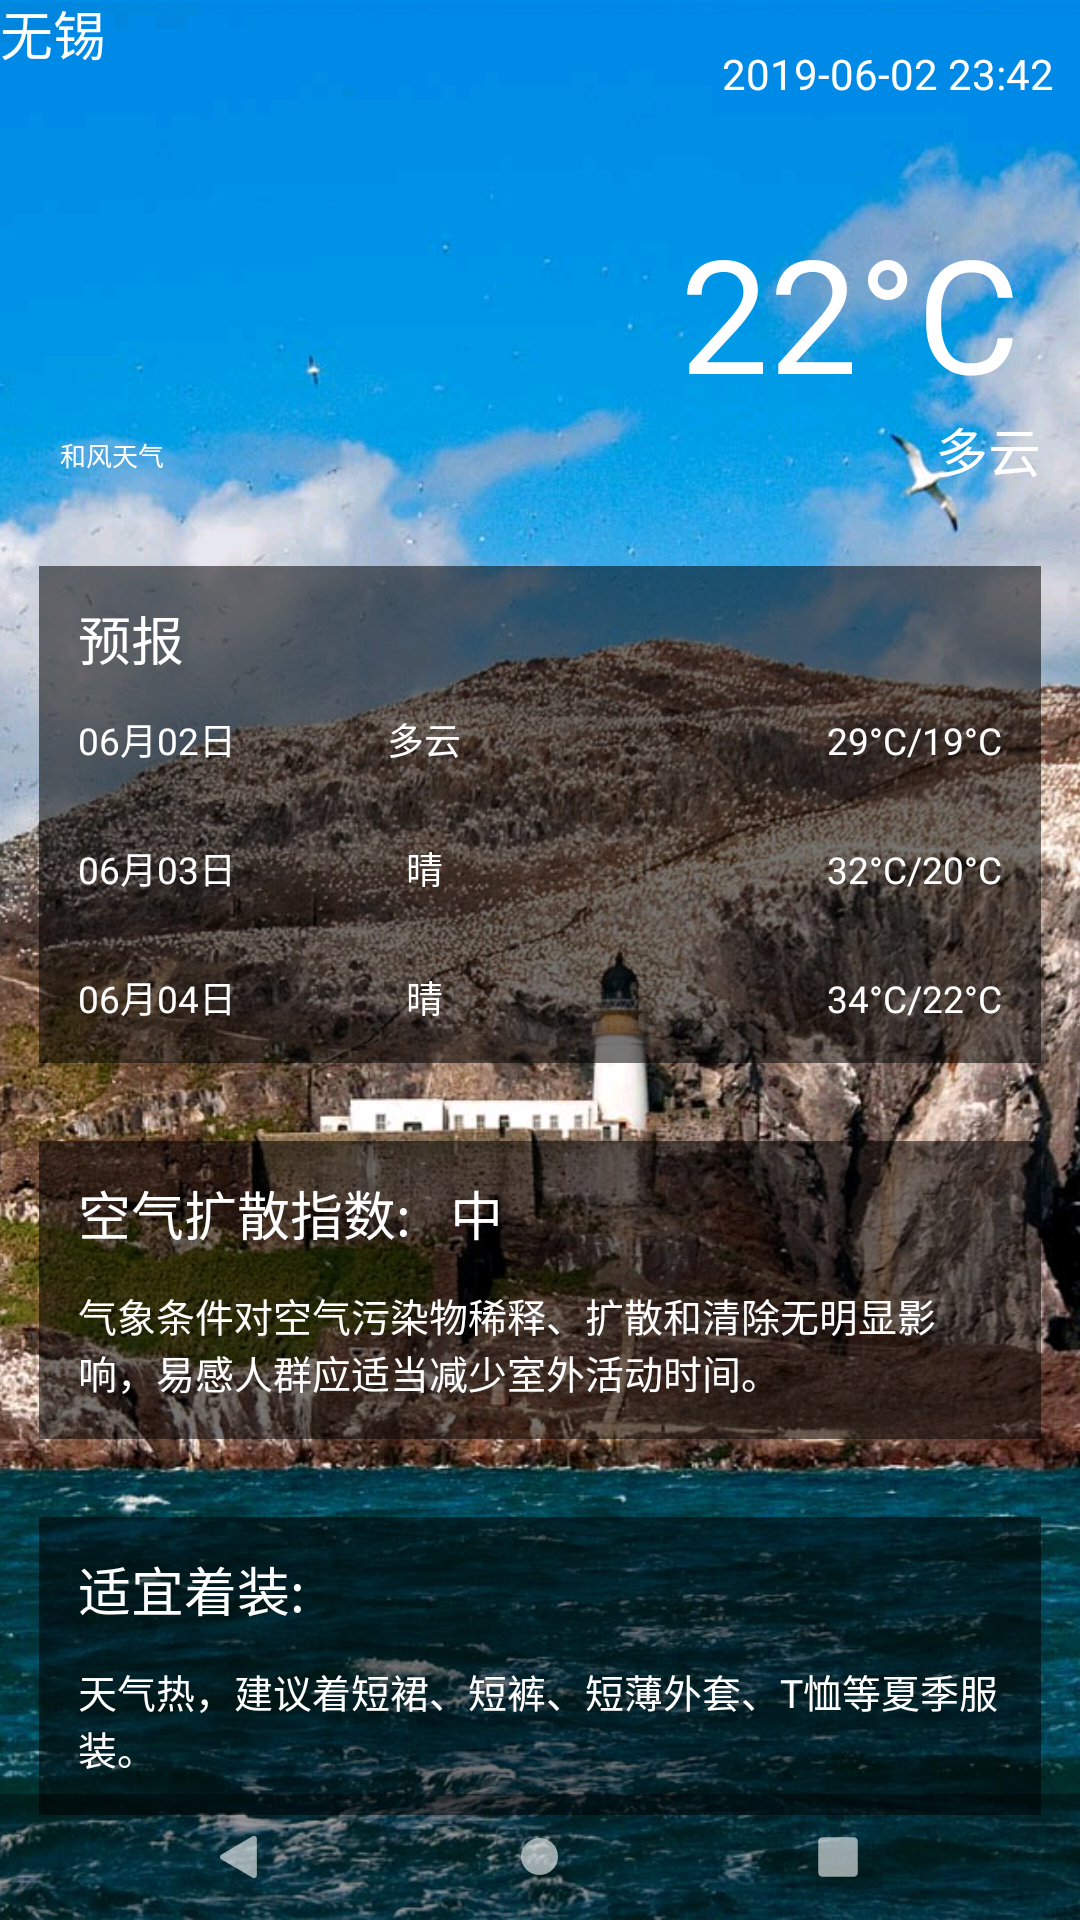 无锡
2019-06-02 23:42
22°C
和风天气
多云
预报
06月02日 多云 29°C/19°C
06月03日 晴 32°C/20°C
06月04日 晴 34°C/22°C
空气扩散指数: 中
气象条件对空气污染物稀释、扩散和清除无明显影
响，易感人群应适当减少室外活动时间。
适宜着装:
天气热，建议着短裙、短裤、短薄外套、T恤等夏季服
装。